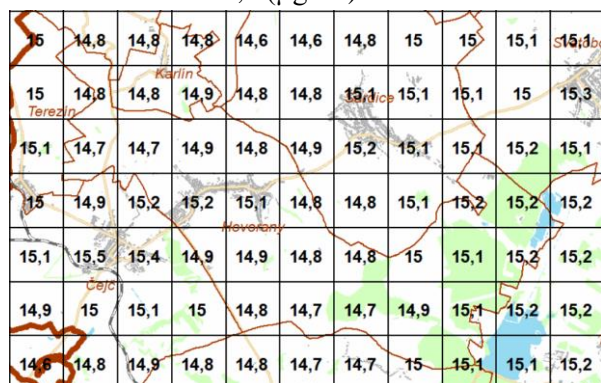 15 14,8 14,8 14,8 14,6 14,6 14,8 15 15 15,1 15,1
Karlín
15 14,8 14,8 14,9 14,8 14,8 15,1 15,1 15,1 15 15,3
Terezín
15,1 14,7 14,7 14,9 14,8 14,9 15,2 15,1 15,1 15,2 15,1
15 14,9 15,2 15,2 15,1 14,8 14,8 15,1 15,2 15,2 15,2
Hovorany
15,1 15,5 15,4 14,9 14,9 14,8 14,8 15 15,1 15,2 15,2
Čejč
14,9 15 15,1 15 14,8 14,7 14,7 14,9 15,1 15,2 15,2
14,6 14,8 14,9 14,8 14,8 14,7 14,7 15 15,1 15,1 15,2